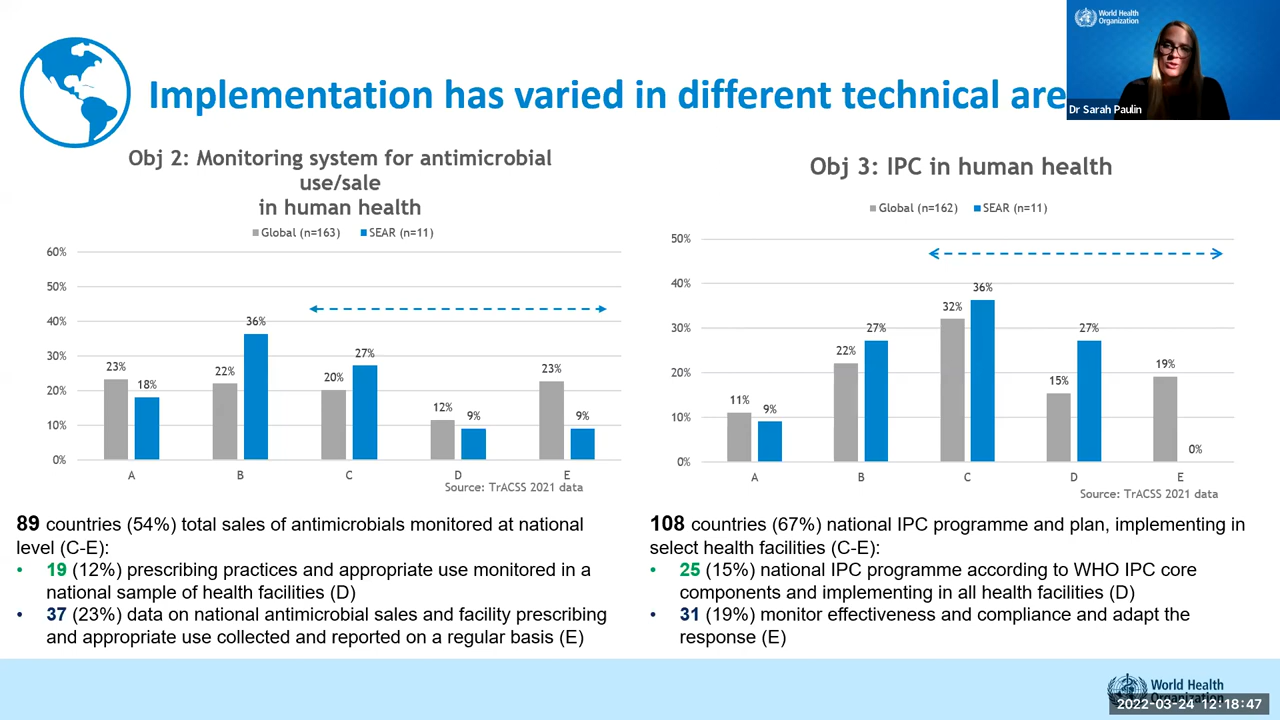 World Health
Organization
Dr Sarah Paulin
Implementation has varied in different technical are
Obj 2: Monitoring system for antimicrobial
use/sale
in human health
Global (n=163) SEAR (n=11)
60%
50%
40%
30%
20%
10%
0%
23%
18%
22%
36%
20%
27%
12%
9%
23%
9%
A B C D E
Source: TrACSS 2021 data
Obj 3: IPC in human health
Global (n=162) SEAR (n=11)
50%
40%
30%
20%
10%
0%
11%
9%
22%
27%
32%
36%
15%
27%
19%
0%
A B C D E
Source: TrACSS 2021 data
89 countries (54%) total sales of antimicrobials monitored at national
level (C-E):
• 19 (12%) prescribing practices and appropriate use monitored in a
national sample of health facilities (D)
• 37 (23%) data on national antimicrobial sales and facility prescribing
and appropriate use collected and reported on a regular basis (E)
108 countries (67%) national IPC programme and plan, implementing in
select health facilities (C-E):
• 25 (15%) national IPC programme according to WHO IPC core
components and implementing in all health facilities (D)
• 31 (19%) monitor effectiveness and compliance and adapt the
response (E)
World Health
Organization
2022-03-24 12:18:47